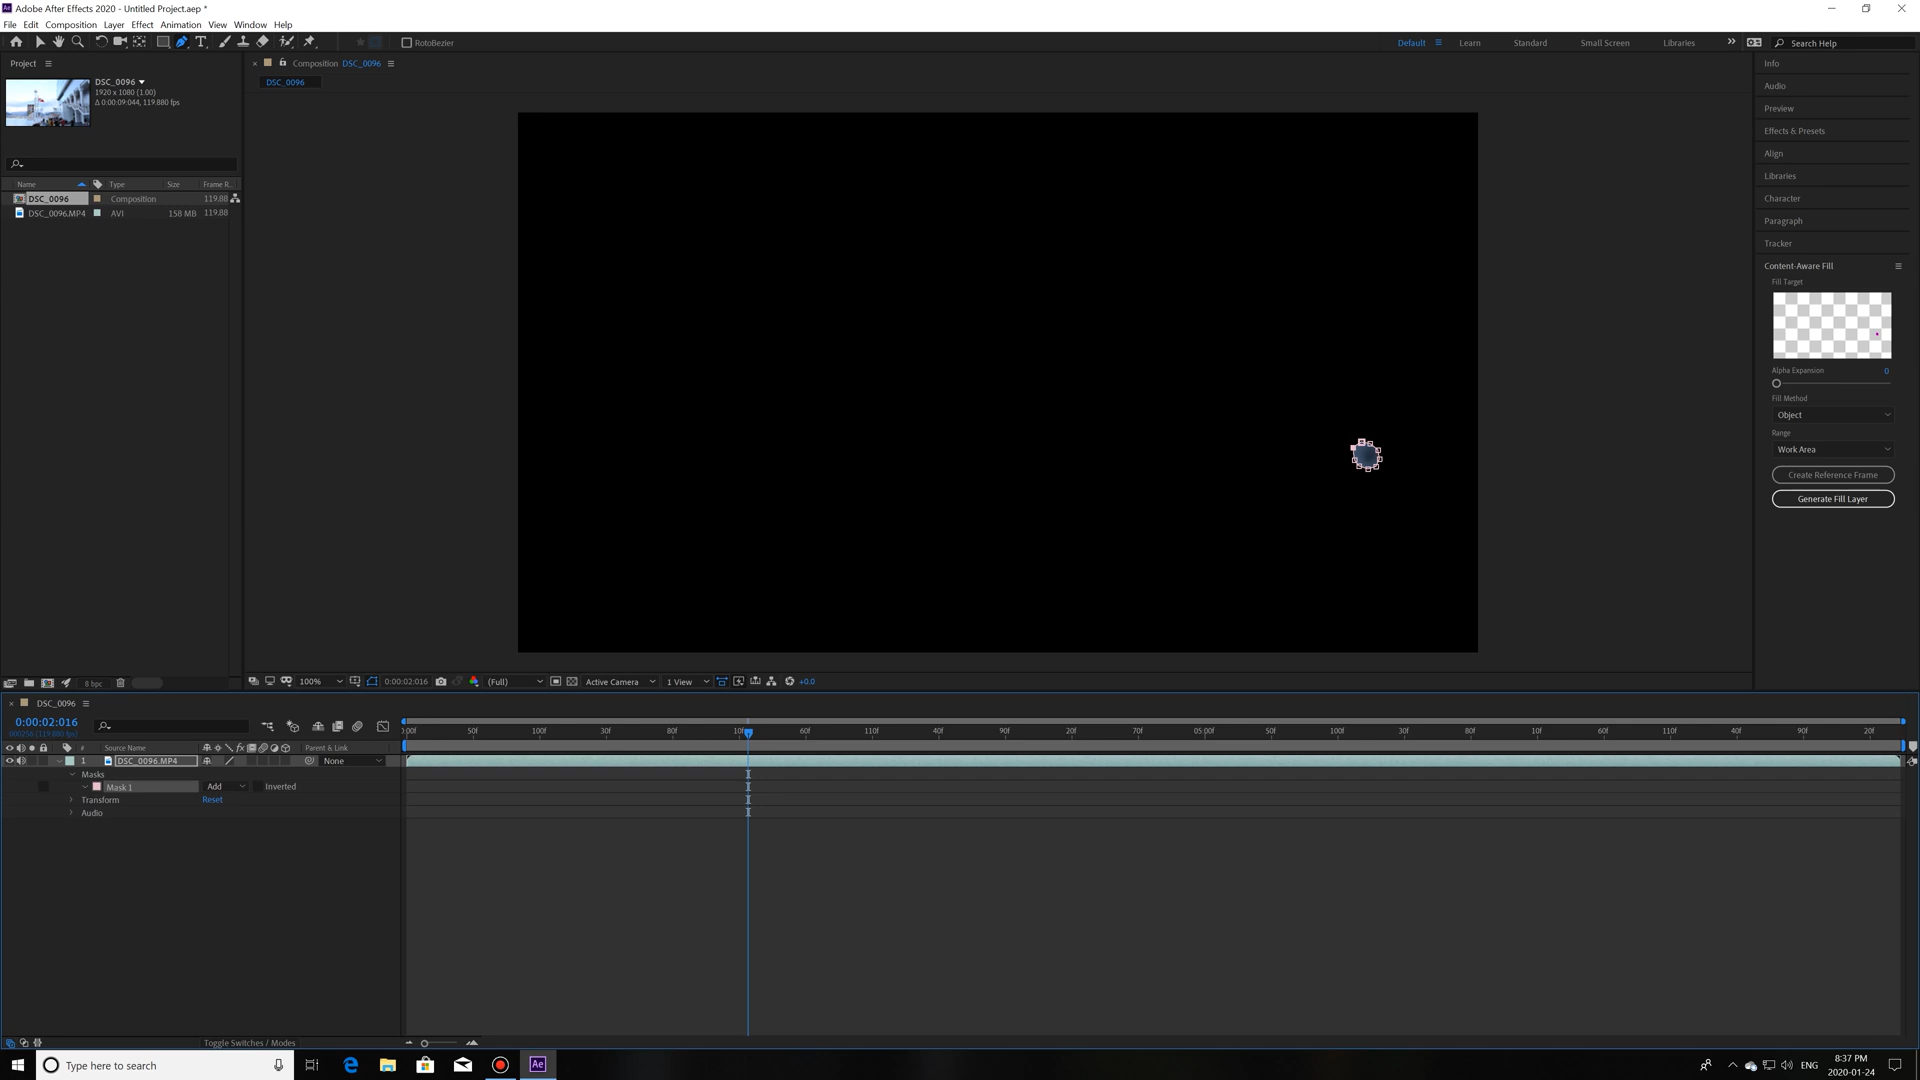 Adobe After Effects 2020 - Untitled Project.aep *
File Edit Composition Layer Effect Animation View Window Help
RotoBezier
Default Learn Standard Small Screen Libraries Search Help
Project
DSC_0096
1920 x 1080 (1.00)
Δ 0:00:09:044, 119.880 fps
Name Type Size Frame R...
DSC_0096 Composition 119.88
DSC_0096.MP4 AVI 158 MB 119.88
8 bpc
Composition DSC_0096
DSC_0096
100% 0:00:02:016 (Full) Active Camera 1 View +0.0
Info
Audio
Preview
Effects & Presets
Align
Libraries
Character
Paragraph
Tracker
Content-Aware Fill
Fill Target
Alpha Expansion 0
Fill Method
Object
Range
Work Area
Create Reference Frame
Generate Fill Layer
DSC_0096
0:00:02:016
000256 (119.880 fps)
):00f 50f 100f 30f 80f 10f 60f 110f 40f 90f 20f 70f 05:00f 50f 100f 30f 80f 10f 60f 110f 40f 90f 20f
# Source Name Parent & Link
1 DSC_0096.MP4 None
Masks
Mask 1 Add Inverted
Transform Reset
Audio
Toggle Switches / Modes
Type here to search
Ae
ENG
8:37 PM
2020-01-24